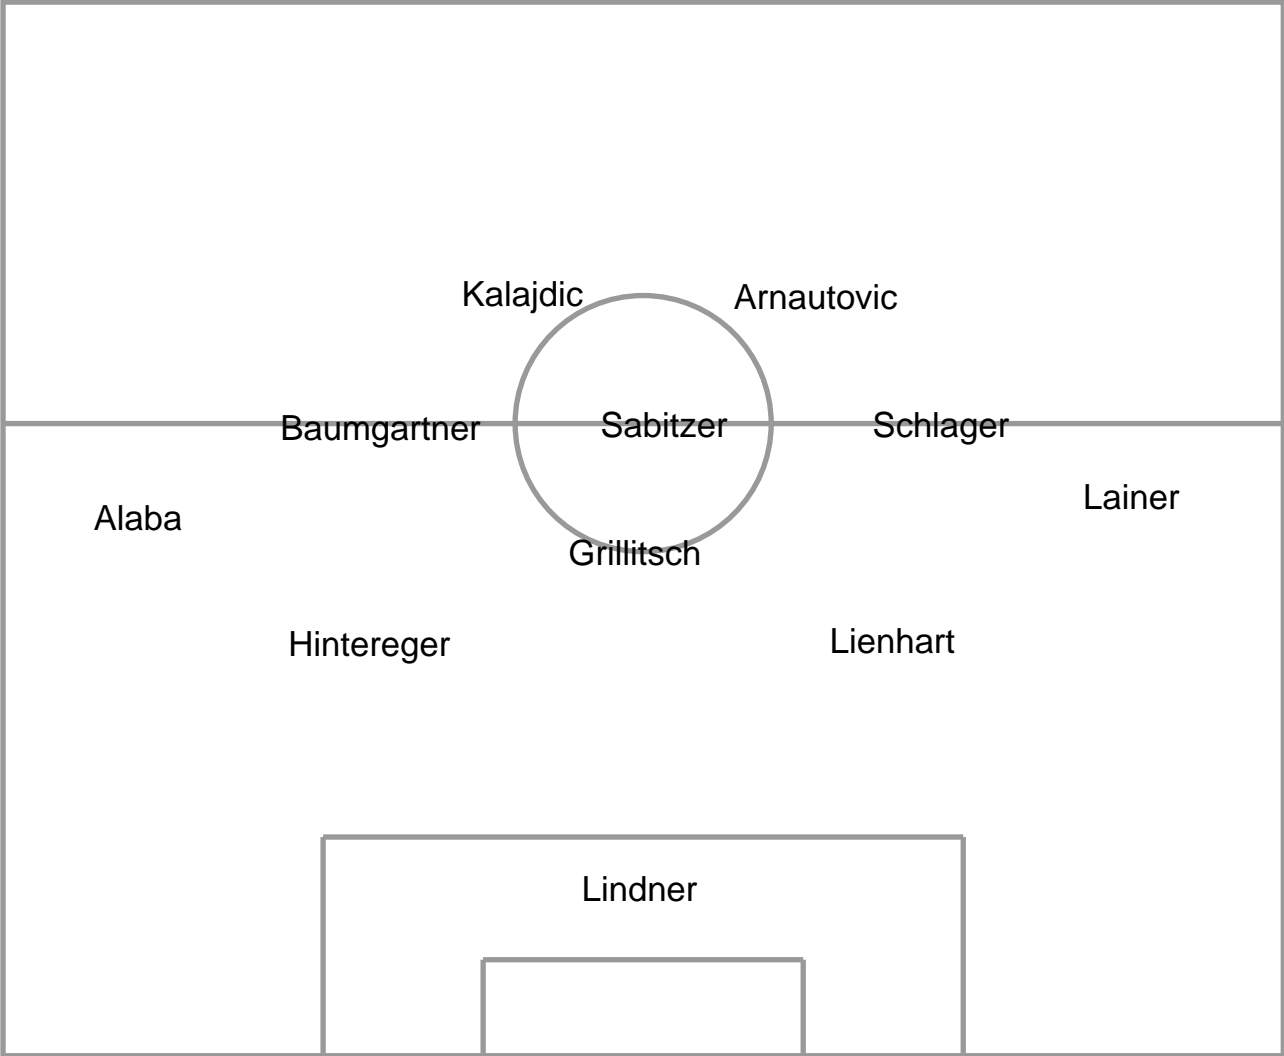 Kalajdic
Arnautovic
Baumgartner
Sabitzer
Schlager
Lainer
Alaba
Grillitsch
Hintereger
Lienhart
Lindner